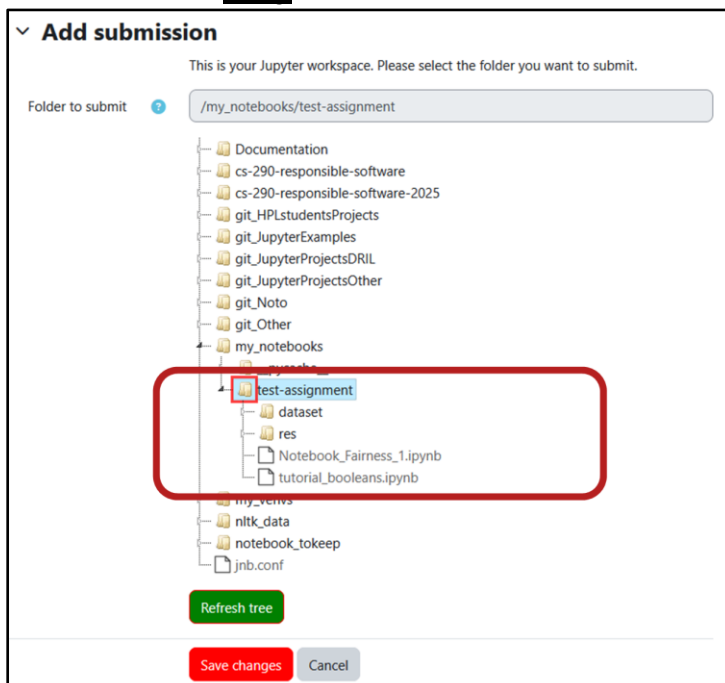 Add submission
This is your Jupyter workspace. Please select the folder you want to submit.
Folder to submit ? /my_notebooks/test-assignment
Documentation
cs-290-responsible-software
cs-290-responsible-software-2025
git_HPLstudentsProjects
git_JupyterExamples
git_JupyterProjectsDRIL
git_JupyterProjectsOther
git_Noto
git_Other
my_notebooks
__pycache__
test-assignment
dataset
res
Notebook_Fairness_1.ipynb
tutorial_booleans.ipynb
my_venvs
nltk_data
notebook_tokeep
jnb.conf
Refresh tree
Save changes Cancel